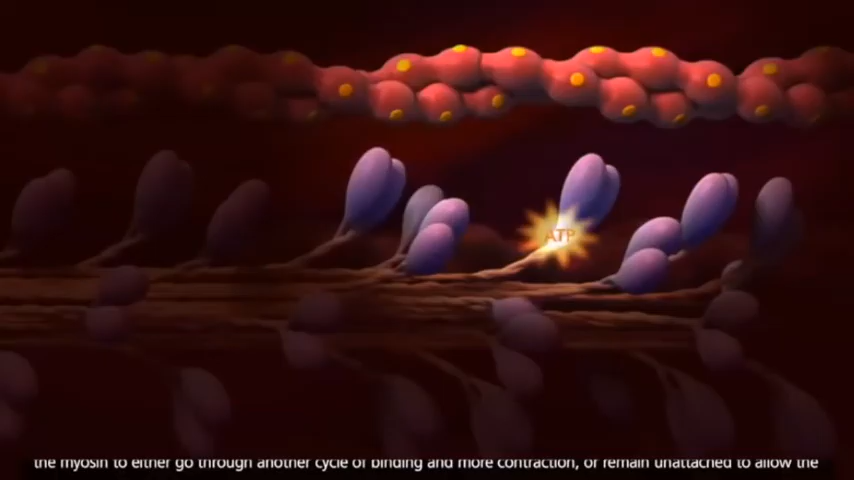 ATP
the myosin to either go through another cycle of binding and more contraction, or remain unattached to allow the